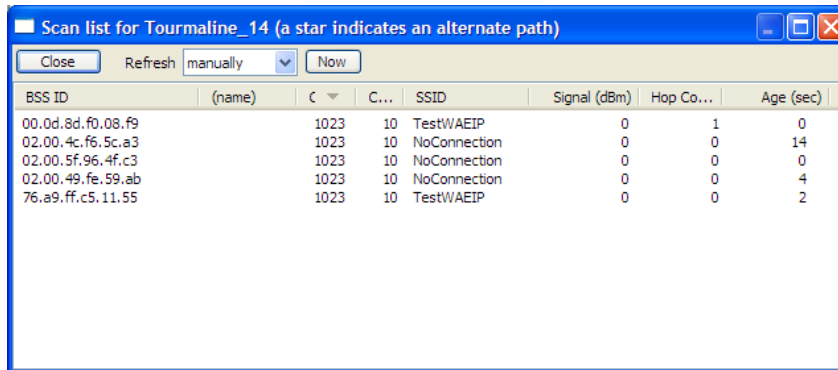 Scan list for Tourmaline_14 (a star indicates an alternate path)
Close Refresh manually Now
BSS ID (name) C C... SSID Signal (dBm) Hop Co... Age (sec)
00.0d.8d.f0.08.f9 1023 10 TestWAEIP 0 1 0
02.00.4c.f6.5c.a3 1023 10 NoConnection 0 0 14
02.00.5f.96.4f.c3 1023 10 NoConnection 0 0 0
02.00.49.fe.59.ab 1023 10 NoConnection 0 0 4
76.a9.ff.c5.11.55 1023 10 TestWAEIP 0 0 2